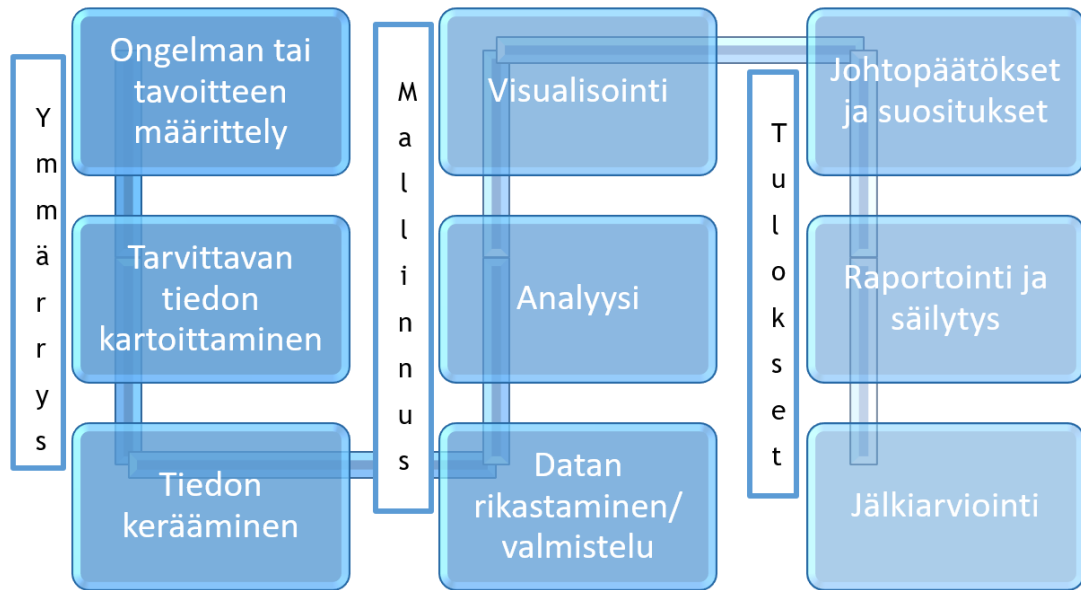 Ymmärrys
Ongelman tai
tavoitteen
määrittely
Tarvittavan
tiedon
kartoittaminen
Tiedon
kerääminen
Mallinnus
Visualisointi
Analyysi
Datan
rikastaminen/
valmistelu
Tulokset
Johtopäätökset
ja suositukset
Raportointi ja
säilytys
Jälkiarviointi